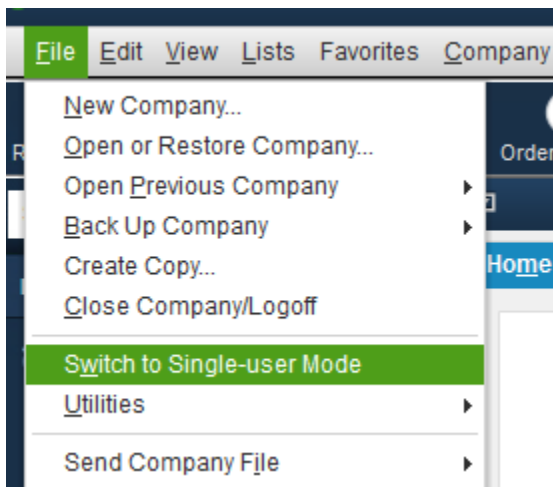 File Edit View Lists Favorites Company
New Company...
Open or Restore Company...
Order
Open Previous Company
Back Up Company
Home
Create Copy...
Close Company/Logoff
Switch to Single-user Mode
Utilities
Send Company File